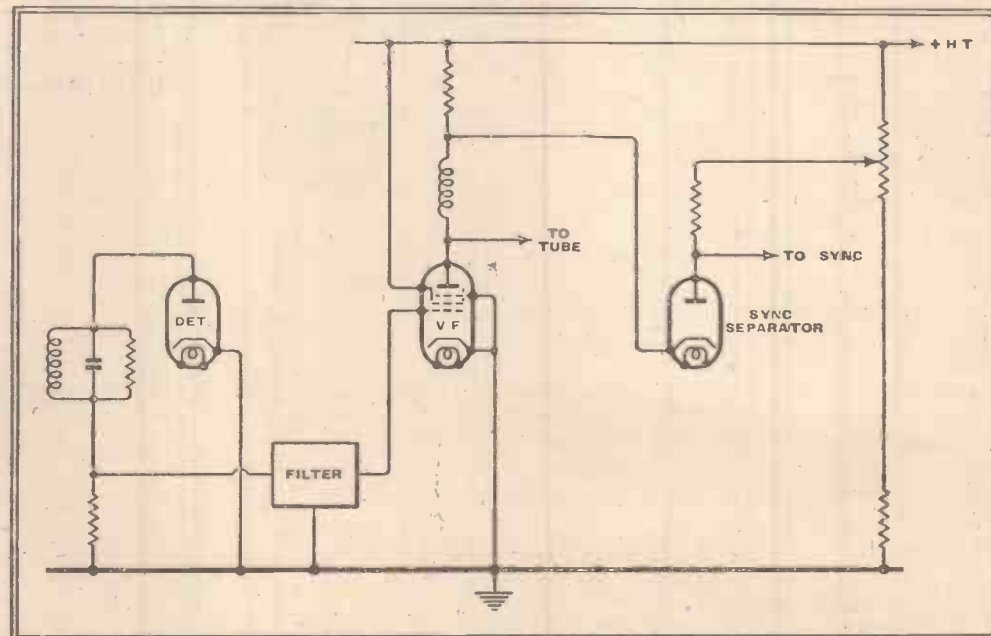 + HT
TO
TUBE
TO SYNC
DET.
V F
SYNC
SEPARATOR
FILTER